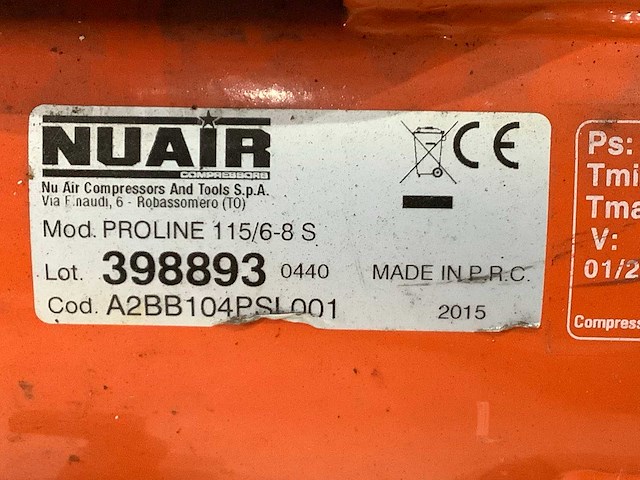 NUAIR
COMPRESSORS
Nu Air Compressors And Tools S.p.A.
Via Einaudi, 6 - Robassomero (TO)
CE
Mod. PROLINE 115/6-8 S
Lot. 398893 0440
MADE IN P.R.C.
Cod. A2BB104PSL001
2015
Ps:
Tmi
Tma
V:
01/2
Compress